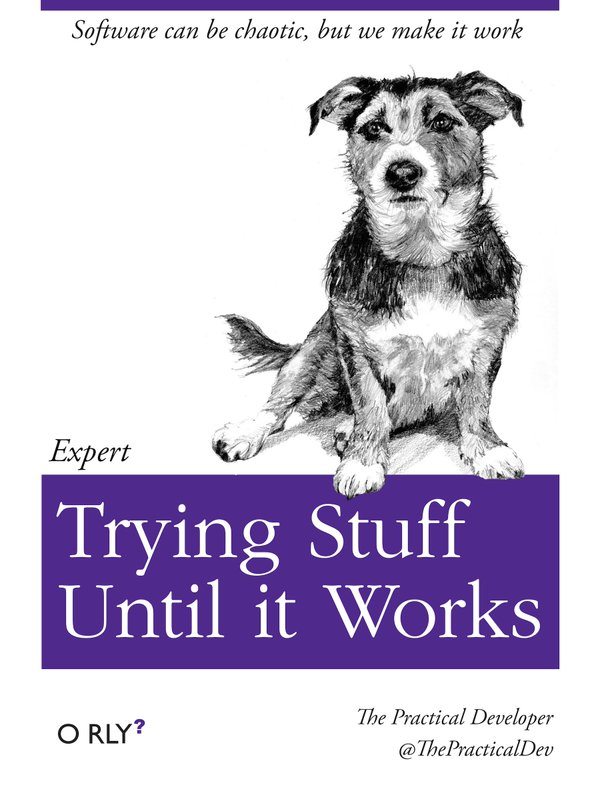 Software can be chaotic, but we make it work
Expert
Trying Stuff
Until it Works
O RLY?
The Practical Developer
@ThePracticalDev